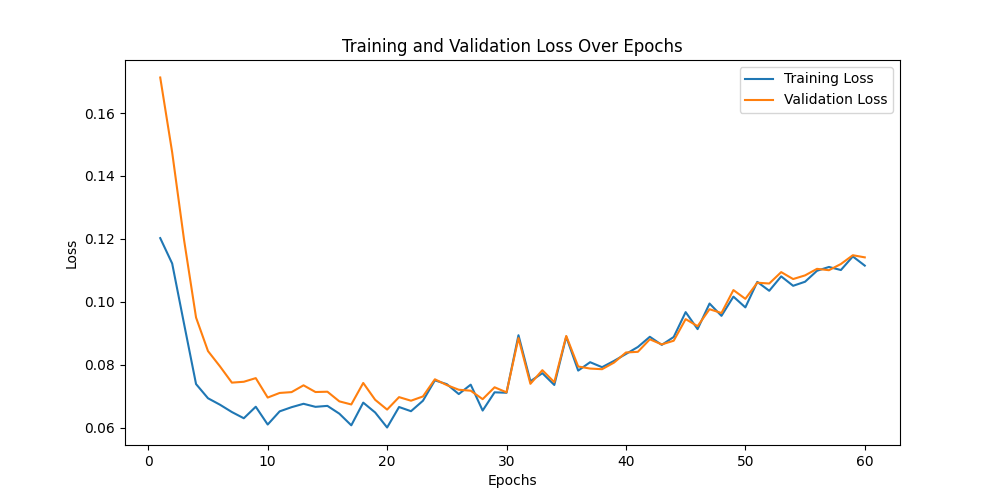 Training and Validation Loss Over Epochs
Training Loss
Validation Loss
0.16
0.14
0.12
0.10
0.08
0.06
Loss
0 10 20 30 40 50 60
Epochs